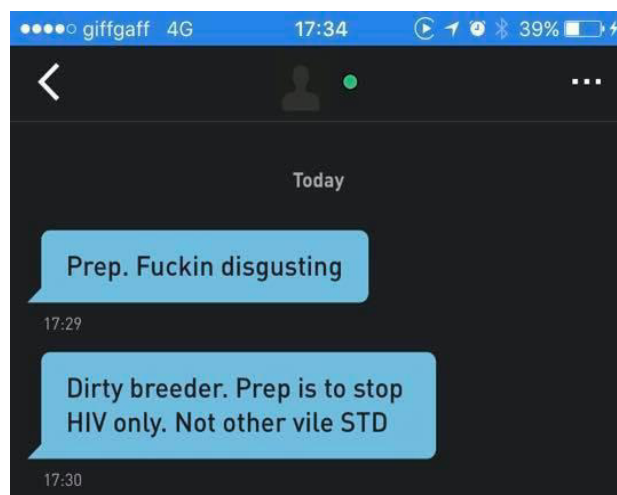 giffgaff 4G 17:34 39%
Today
Prep. Fuckin disgusting
17:29
Dirty breeder. Prep is to stop
HIV only. Not other vile STD
17:30